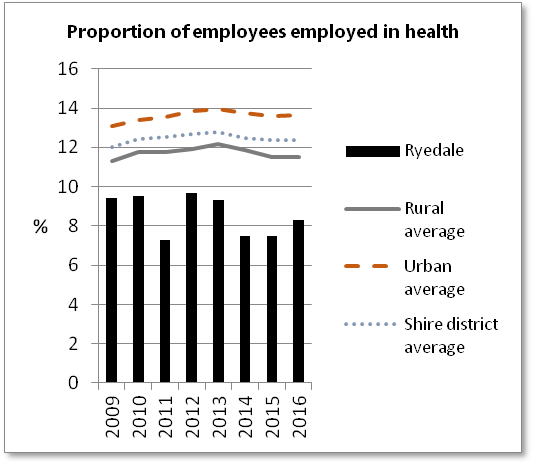 Proportion of employees employed in health
16
14
12
10
8
6
4
2
0
%
2009
2010
2011
2012
2013
2014
2015
2016
Ryedale
Rural
average
Urban
average
Shire district
average